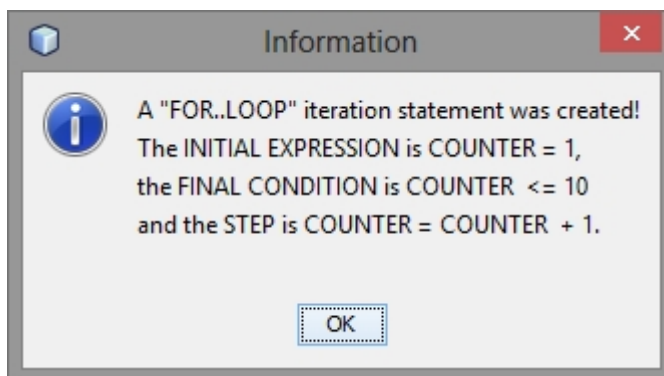 Information
A "FOR..LOOP" iteration statement was created!
The INITIAL EXPRESSION is COUNTER = 1,
the FINAL CONDITION is COUNTER <= 10
and the STEP is COUNTER = COUNTER + 1.
OK